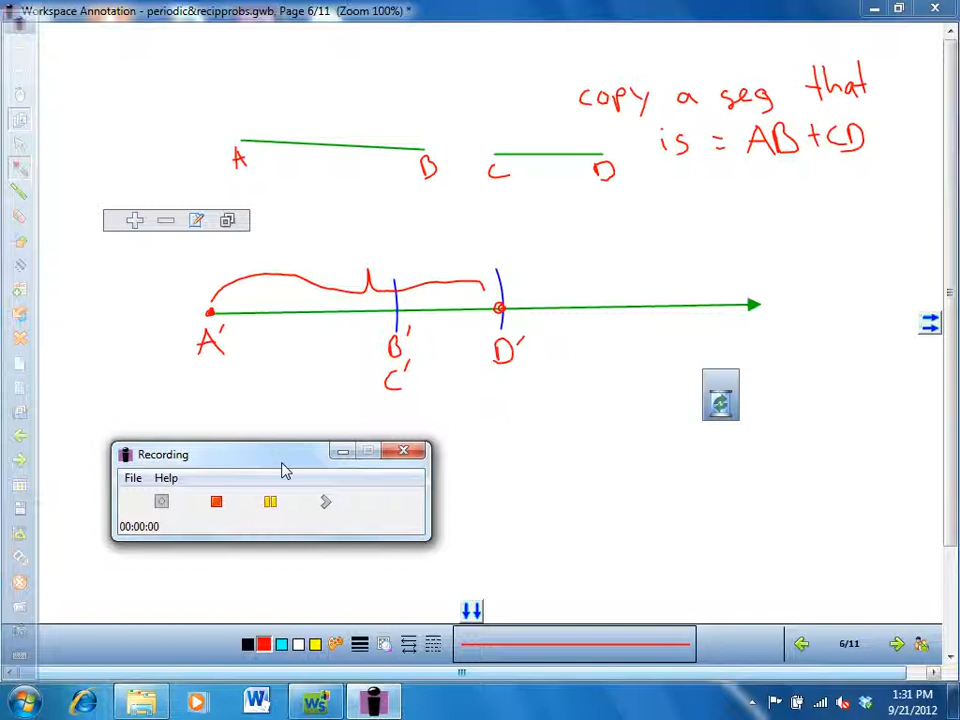 Workspace Annotation - periodic&recipprobs.gwb, Page 6/11 (Zoom 100%) *
copy a seg that
is = AB+CD
A
B
C
D
A'
B'
C'
D'
Recording
File Help
00:00:00
6/11
1:31 PM
9/21/2012